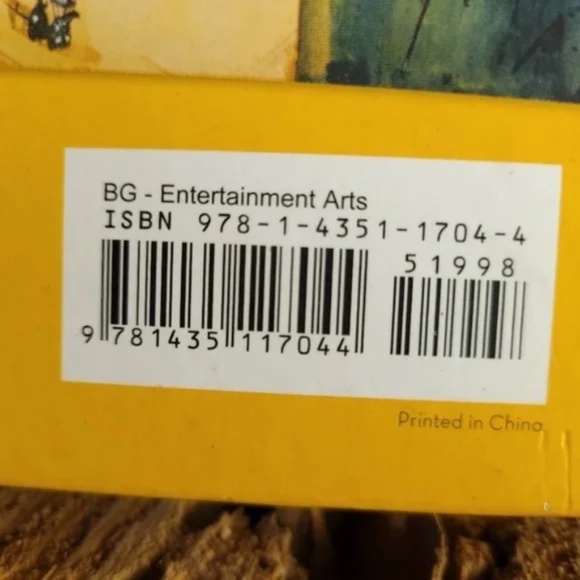 BG - Entertainment Arts
ISBN 978-1-4351-1704-4
51998
9 781435 117044
Printed in China